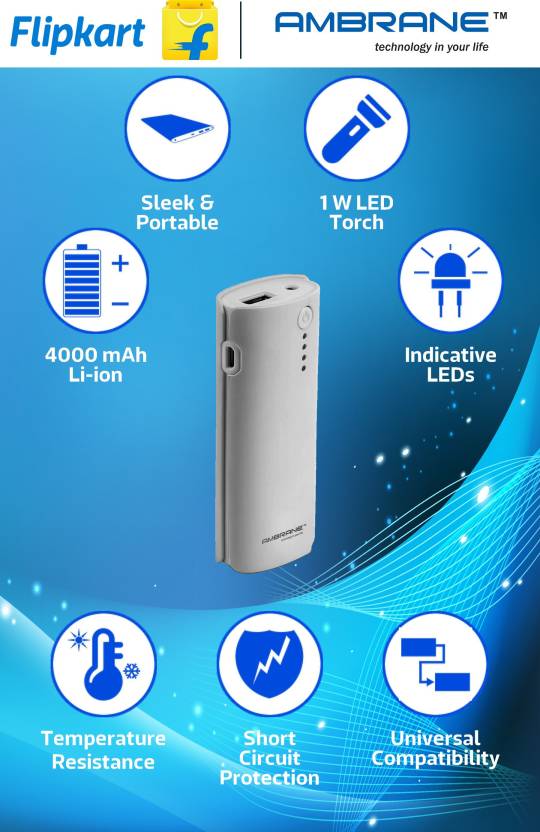 Flipkart
f
AMBRANE™
technology in your life
Sleek &
Portable
1 W LED
Torch
4000 mAh
Li-ion
+
−
Indicative
LEDs
AMBRANE™
Temperature
Resistance
Short
Circuit
Protection
Universal
Compatibility